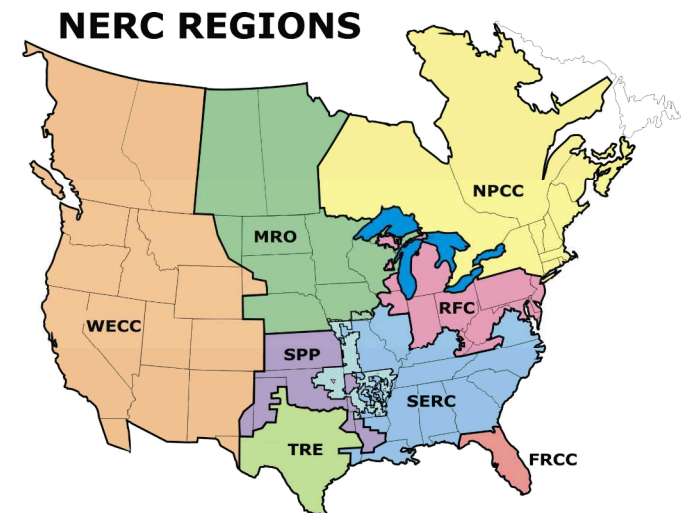 NERC REGIONS
NPCC
MRO
RFC
WECC
SPP
SERC
TRE
FRCC